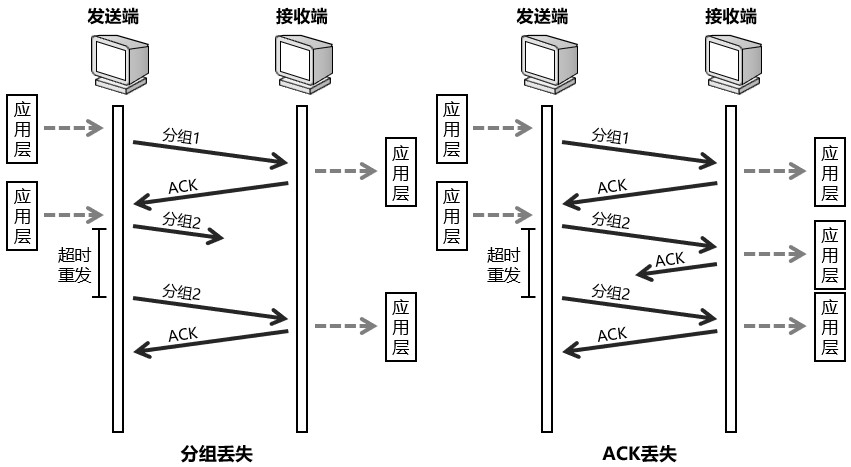 发送端
接收端
应用层
分组1
应用层
ACK
应用层
分组2
超时
重发
分组2
应用层
ACK
分组丢失
发送端
接收端
应用层
分组1
应用层
ACK
应用层
分组2
应用层
ACK
超时
重发
分组2
应用层
ACK
ACK丢失